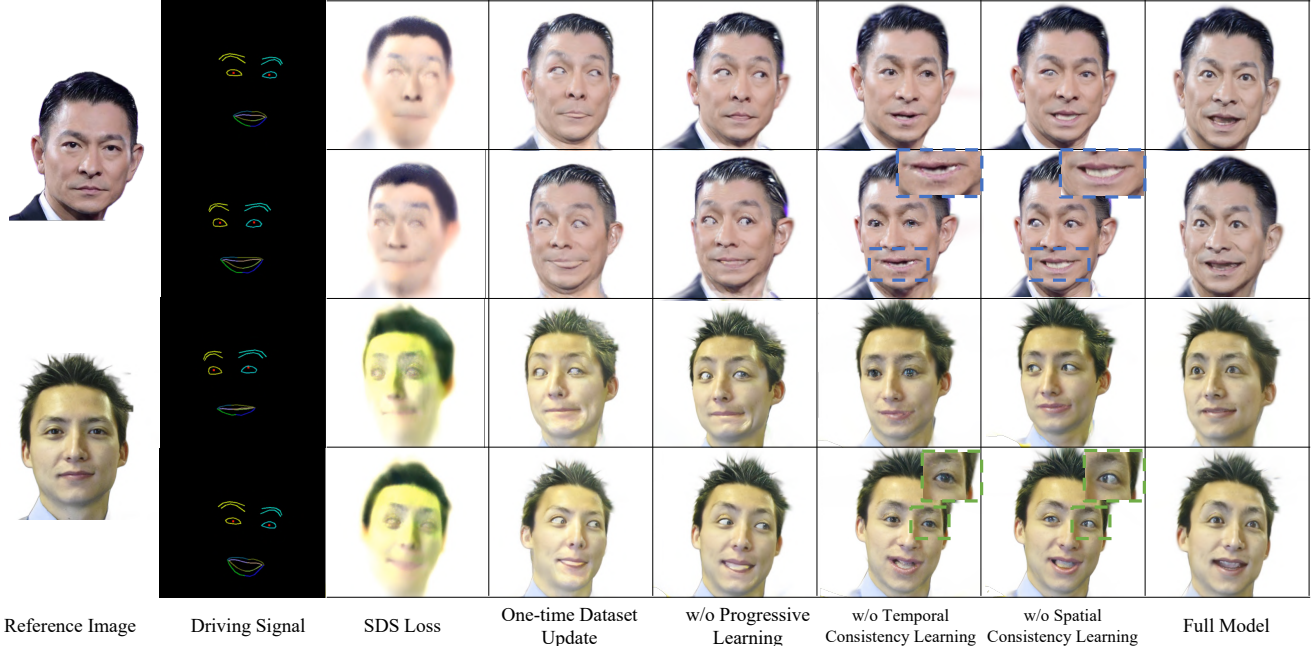 Reference Image
Driving Signal
SDS Loss
One-time Dataset
Update
w/o Progressive
Learning
w/o Temporal
Consistency Learning
w/o Spatial
Consistency Learning
Full Model